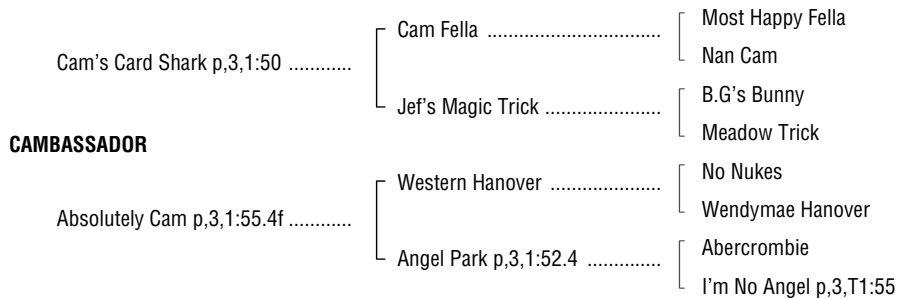 Most Happy Fella
Cam Fella ..................................
Nan Cam
Cam's Card Shark p,3,1:50 ............
B.G's Bunny
Jef's Magic Trick .......................
Meadow Trick
CAMBASSADOR
No Nukes
Western Hanover ......................
Wendymae Hanover
Absolutely Cam p,3,1:55.4f ............
Abercrombie
Angel Park p,3,1:52.4 ..............
I'm No Angel p,3,T1:55